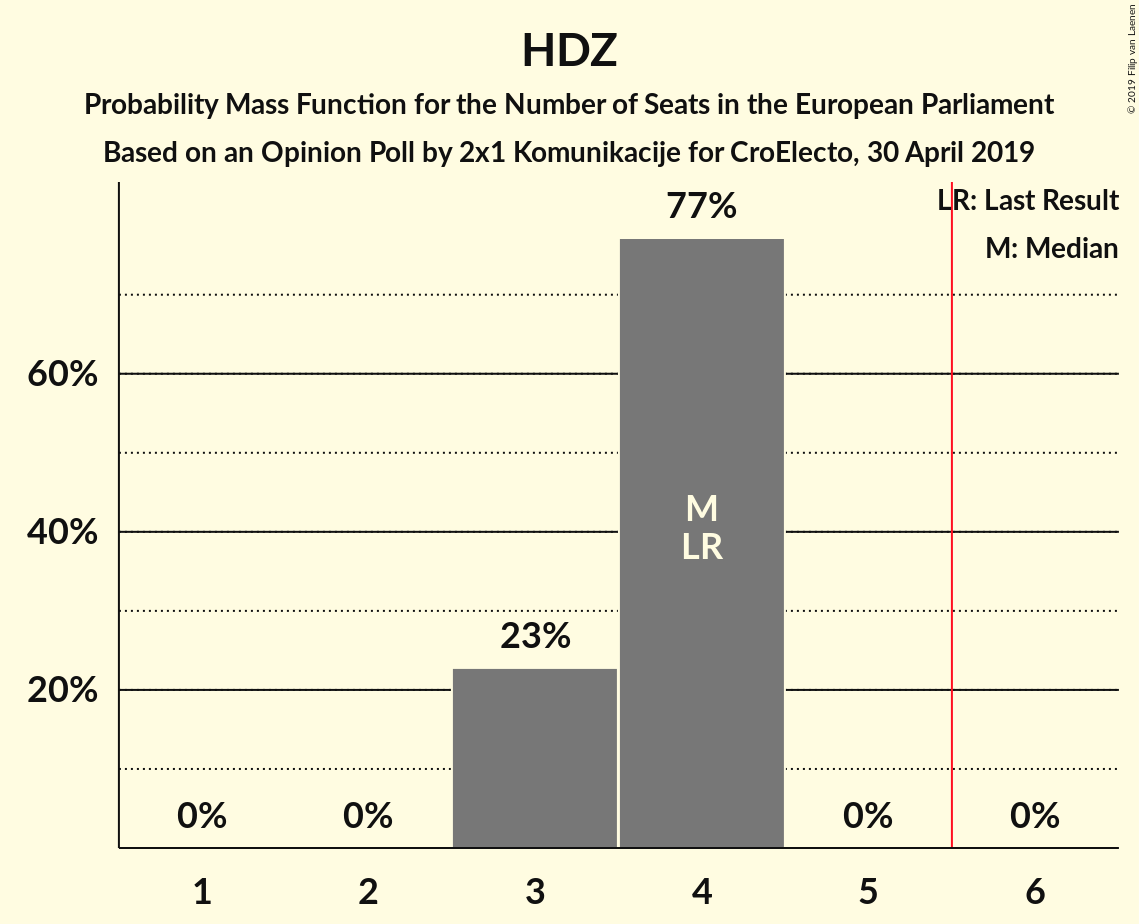 HDZ
Probability Mass Function for the Number of Seats in the European Parliament
Based on an Opinion Poll by 2x1 Komunikacije for CroElecto, 30 April 2019
© 2019 Filip van Laenen
LR: Last Result
M: Median
77%
60%
M
40%
LR
23%
20%
0%
0%
0%
0%
1
2
3
4
5
6